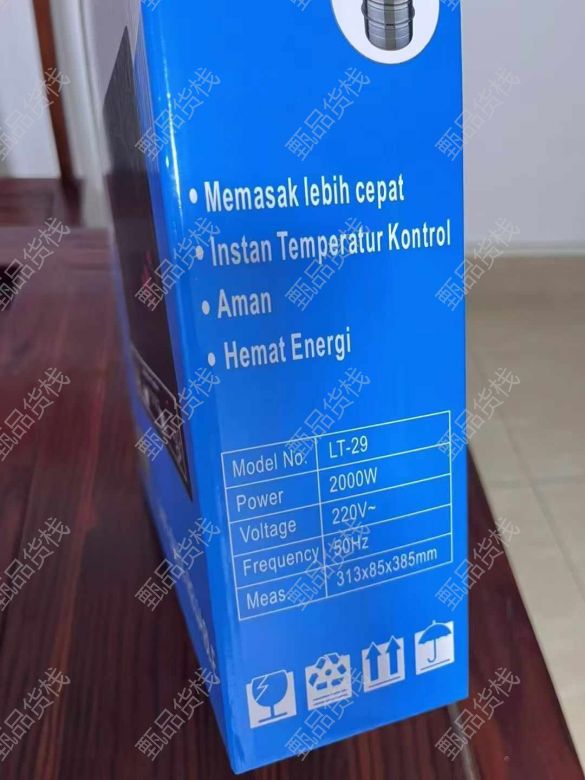 • Memasak lebih cepat
• Instan Temperatur Kontrol
• Aman
• Hemat Energi
Model No. LT-29
Power 2000W
Voltage 220V~
Frequency 50Hz
Meas. 313x85x385mm
甄品货栈